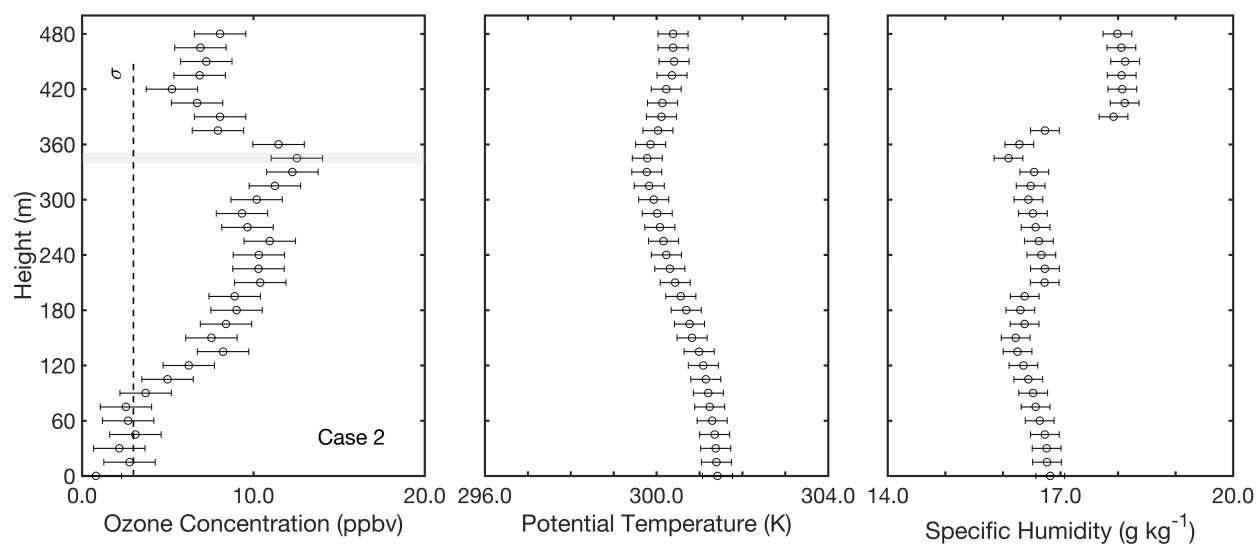 480
420
360
300
240
180
120
60
0
Height (m)
σ
Case 2
0.0 10.0 20.0
Ozone Concentration (ppbv)
296.0 300.0 304.0
Potential Temperature (K)
14.0 17.0 20.0
Specific Humidity (g kg⁻¹)